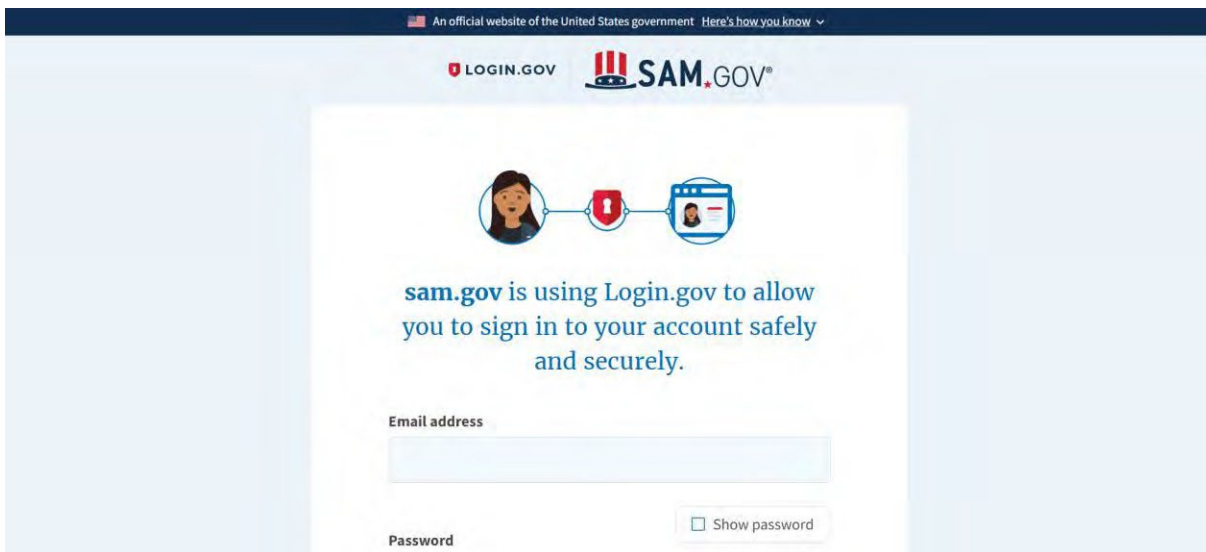 An official website of the United States government Here's how you know
LOGIN.GOV SAM.GOV®
sam.gov is using Login.gov to allow
you to sign in to your account safely
and securely.
Email address
Show password
Password